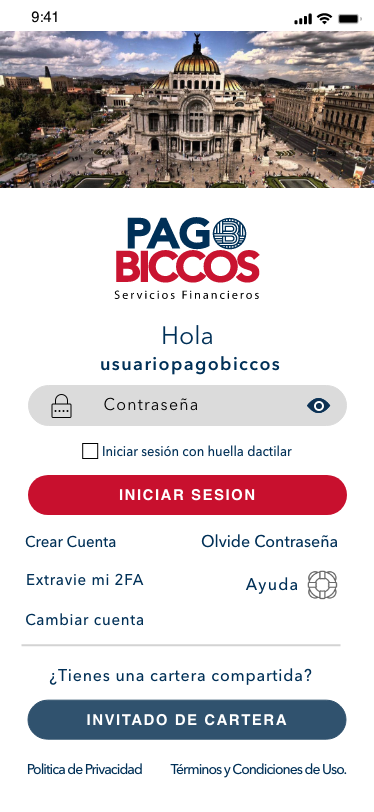 9:41
PAGO
BICCOS
Servicios Financieros
Hola
usuariopagobiccos
Contraseña
Iniciar sesión con huella dactilar
INICIAR SESION
Crear Cuenta
Olvide Contraseña
Extravie mi 2FA
Ayuda
Cambiar cuenta
¿Tienes una cartera compartida?
INVITADO DE CARTERA
Politica de Privacidad
Términos y Condiciones de Uso.